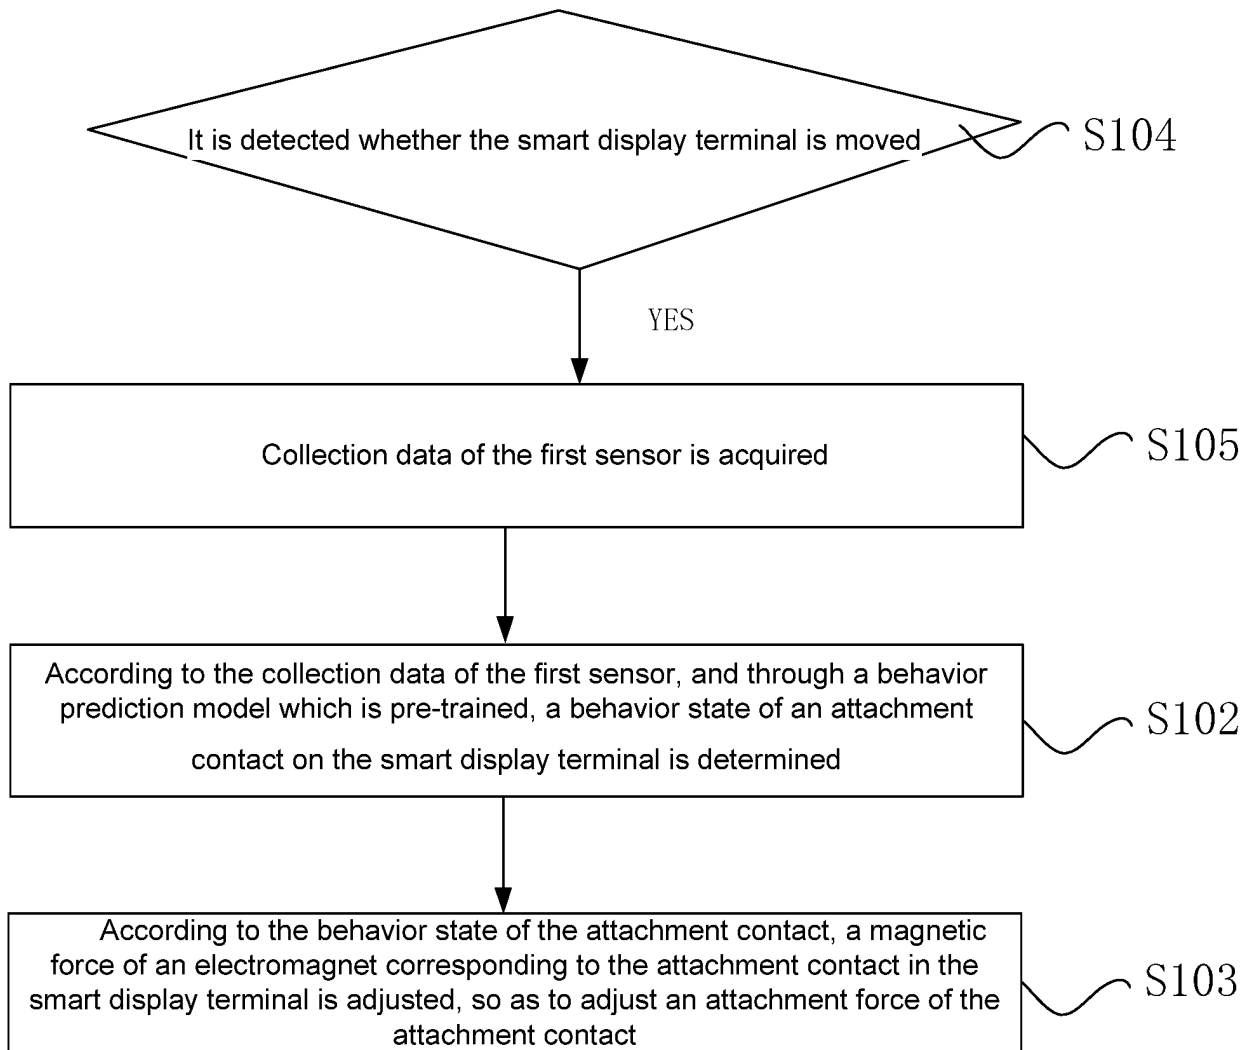 It is detected whether the smart display terminal is moved
S104
YES
Collection data of the first sensor is acquired
S105
According to the collection data of the first sensor, and through a behavior
prediction model which is pre-trained, a behavior state of an attachment
contact on the smart display terminal is determined
S102
According to the behavior state of the attachment contact, a magnetic
force of an electromagnet corresponding to the attachment contact in the
smart display terminal is adjusted, so as to adjust an attachment force of the
attachment contact
S103